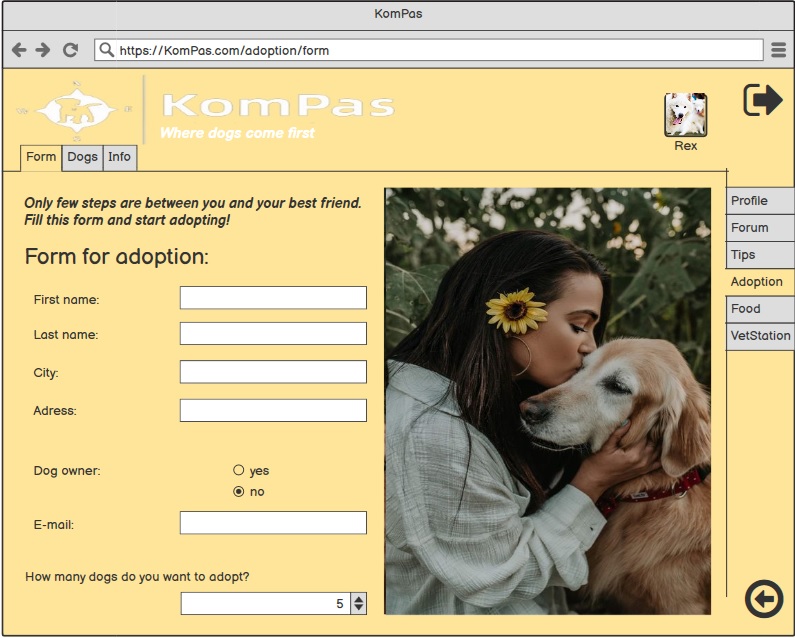 KomPas
https://KomPas.com/adoption/form
KomPas
Where dogs come first
Rex
Form Dogs Info
Profile
Forum
Tips
Adoption
Food
VetStation
Only few steps are between you and your best friend.
Fill this form and start adopting!
Form for adoption:
First name:
Last name:
City:
Adress:
Dog owner:
yes
no
E-mail:
How many dogs do you want to adopt?
5